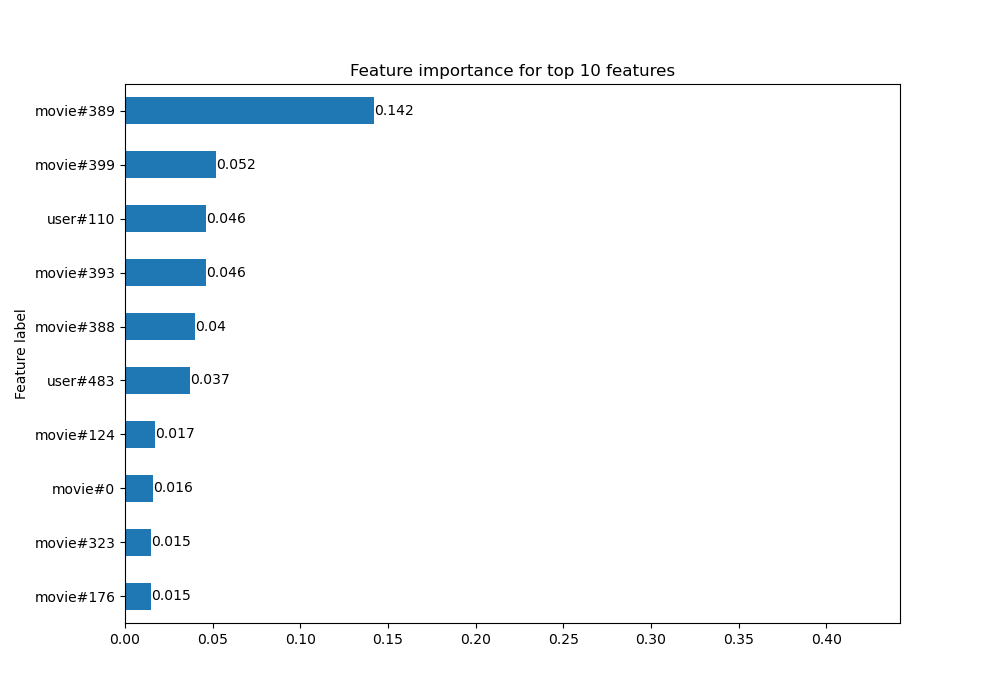 Feature importance for top 10 features
movie#389 0.142
movie#399 0.052
user#110 0.046
movie#393 0.046
movie#388 0.04
user#483 0.037
movie#124 0.017
movie#0 0.016
movie#323 0.015
movie#176 0.015
Feature label
0.00 0.05 0.10 0.15 0.20 0.25 0.30 0.35 0.40